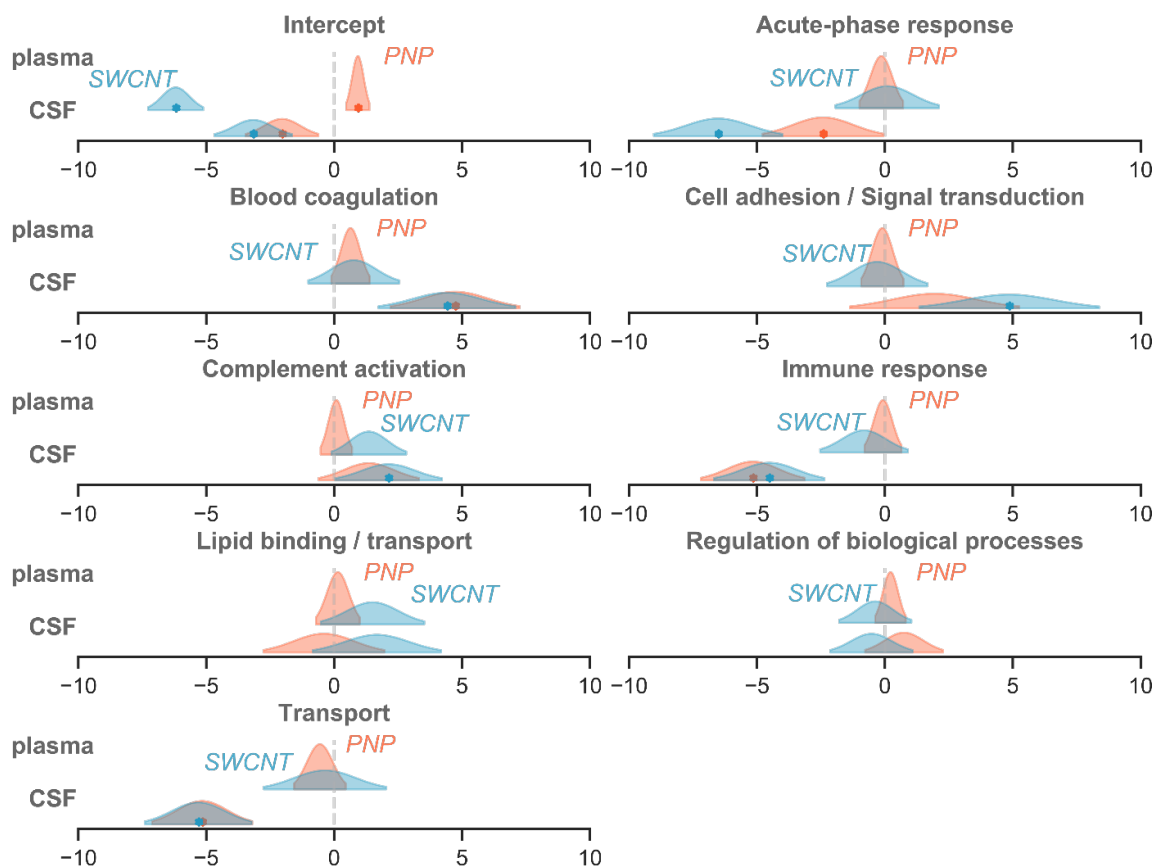 Intercept
plasma
SWCNT
PNP
CSF
−10 −5 0 5 10
Acute-phase response
PNP
SWCNT
−10 −5 0 5 10
Blood coagulation
plasma
PNP
SWCNT
CSF
−10 −5 0 5 10
Cell adhesion / Signal transduction
PNP
SWCNT
−10 −5 0 5 10
Complement activation
plasma
PNP
SWCNT
CSF
−10 −5 0 5 10
Immune response
PNP
SWCNT
−10 −5 0 5 10
Lipid binding / transport
plasma
PNP
SWCNT
CSF
−10 −5 0 5 10
Regulation of biological processes
PNP
SWCNT
−10 −5 0 5 10
Transport
plasma
PNP
SWCNT
CSF
−10 −5 0 5 10